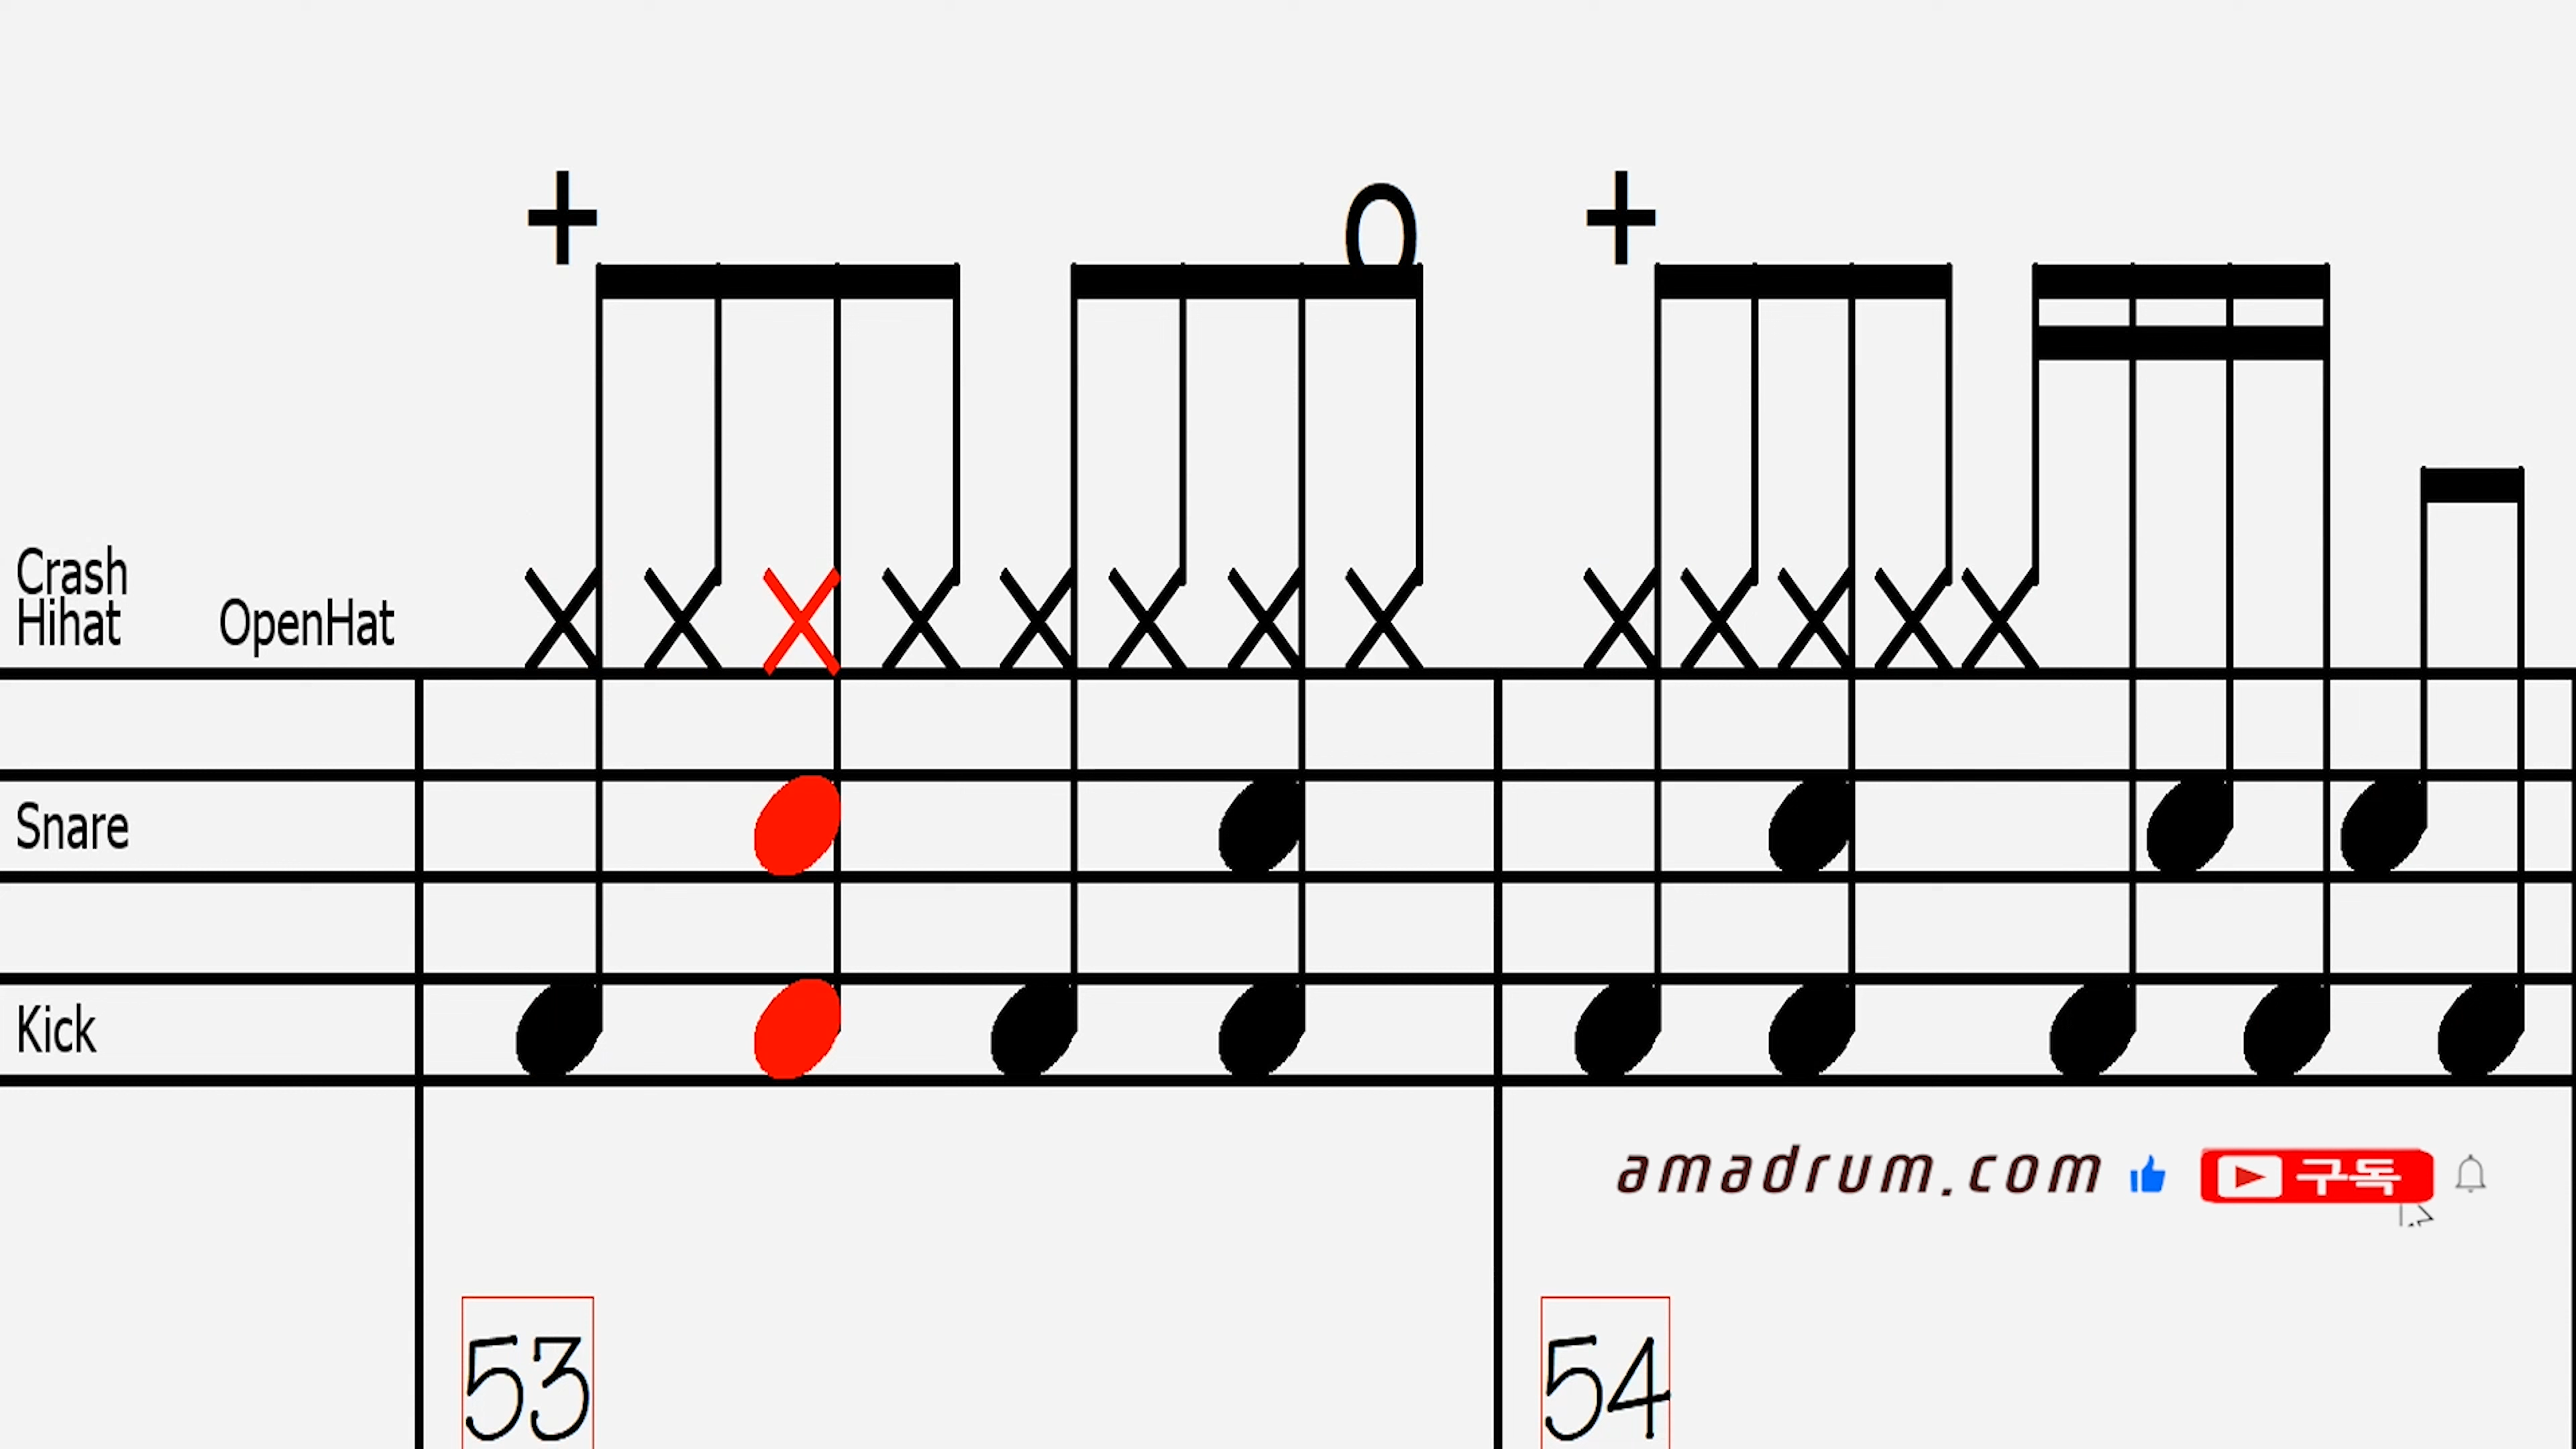 + o +
Crash
Hihat OpenHat
Snare
Kick
amadrum.com 구독
53 54